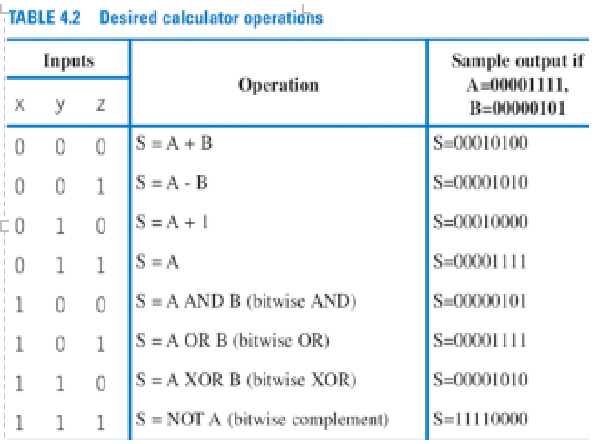 TABLE 4.2 Desired calculator operations
Inputs Operation Sample output if A=00001111, B=00000101
x y z
0 0 0 S = A + B S=00010100
0 0 1 S = A - B S=00001010
0 1 0 S = A + 1 S=00010000
0 1 1 S = A S=00001111
1 0 0 S = A AND B (bitwise AND) S=00000101
1 0 1 S = A OR B (bitwise OR) S=00001111
1 1 0 S = A XOR B (bitwise XOR) S=00001010
1 1 1 S = NOT A (bitwise complement) S=11110000